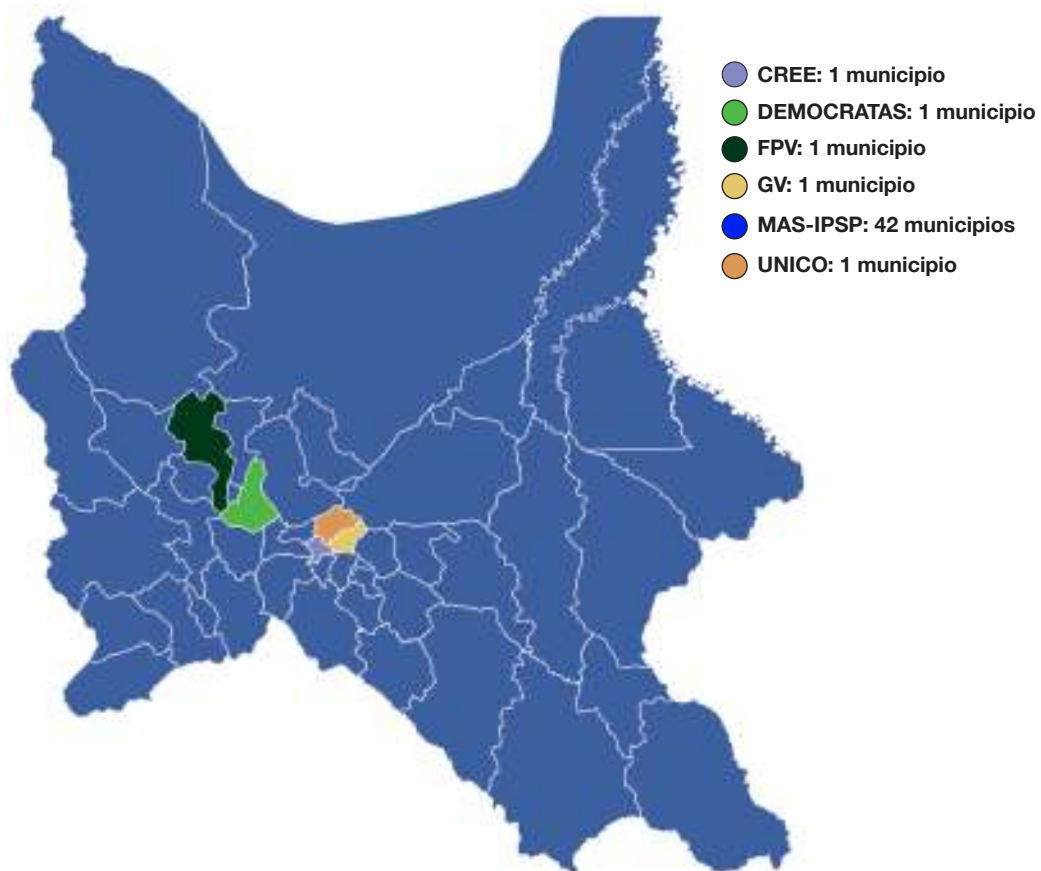 CREE: 1 municipio
DEMOCRATAS: 1 municipio
FPV: 1 municipio
GV: 1 municipio
MAS-IPSP: 42 municipios
UNICO: 1 municipio